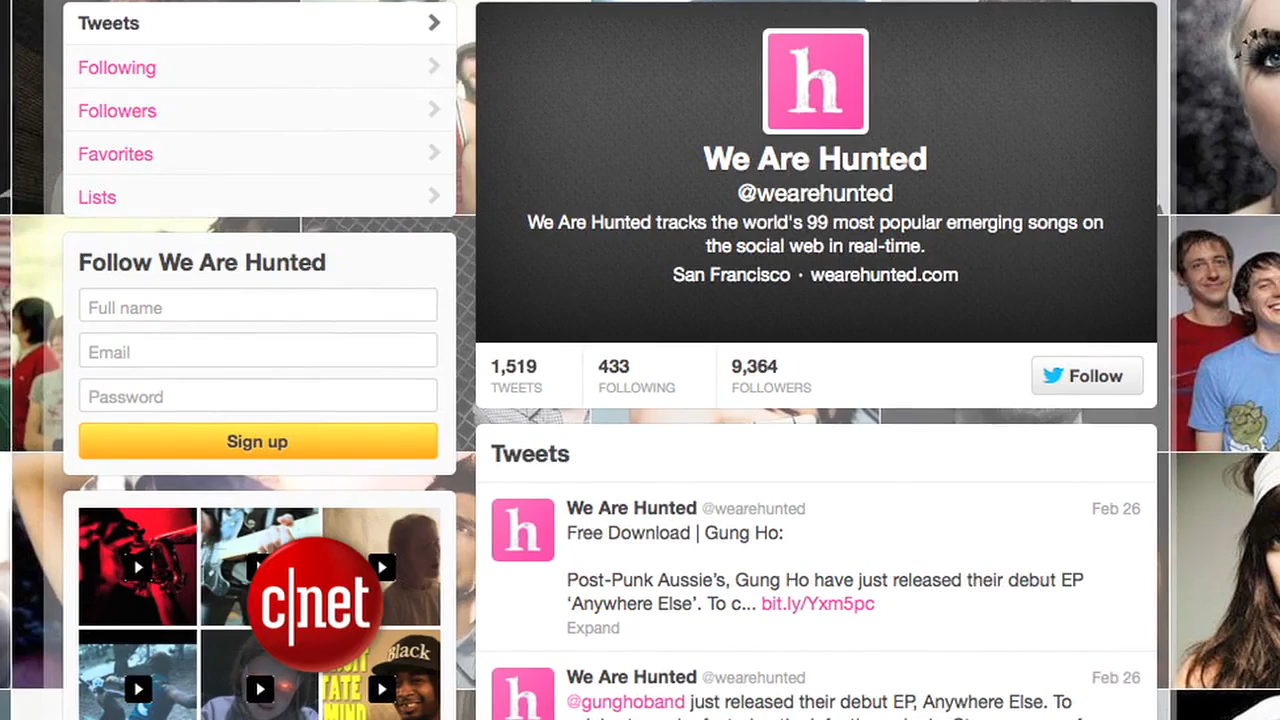 Tweets
Following
Followers
Favorites
Lists
Follow We Are Hunted
Full name
Email
Password
Sign up
c|net
Black
TATE
MIND
h
We Are Hunted
@wearehunted
We Are Hunted tracks the world's 99 most popular emerging songs on
the social web in real-time.
San Francisco · wearehunted.com
1,519
TWEETS
433
FOLLOWING
9,364
FOLLOWERS
Follow
Tweets
h
We Are Hunted @wearehunted
Feb 26
Free Download | Gung Ho:
Post-Punk Aussie's, Gung Ho have just released their debut EP
‘Anywhere Else’. To c... bit.ly/Yxm5pc
Expand
h
We Are Hunted @wearehunted
Feb 26
@gunghoband just released their debut EP, Anywhere Else. To